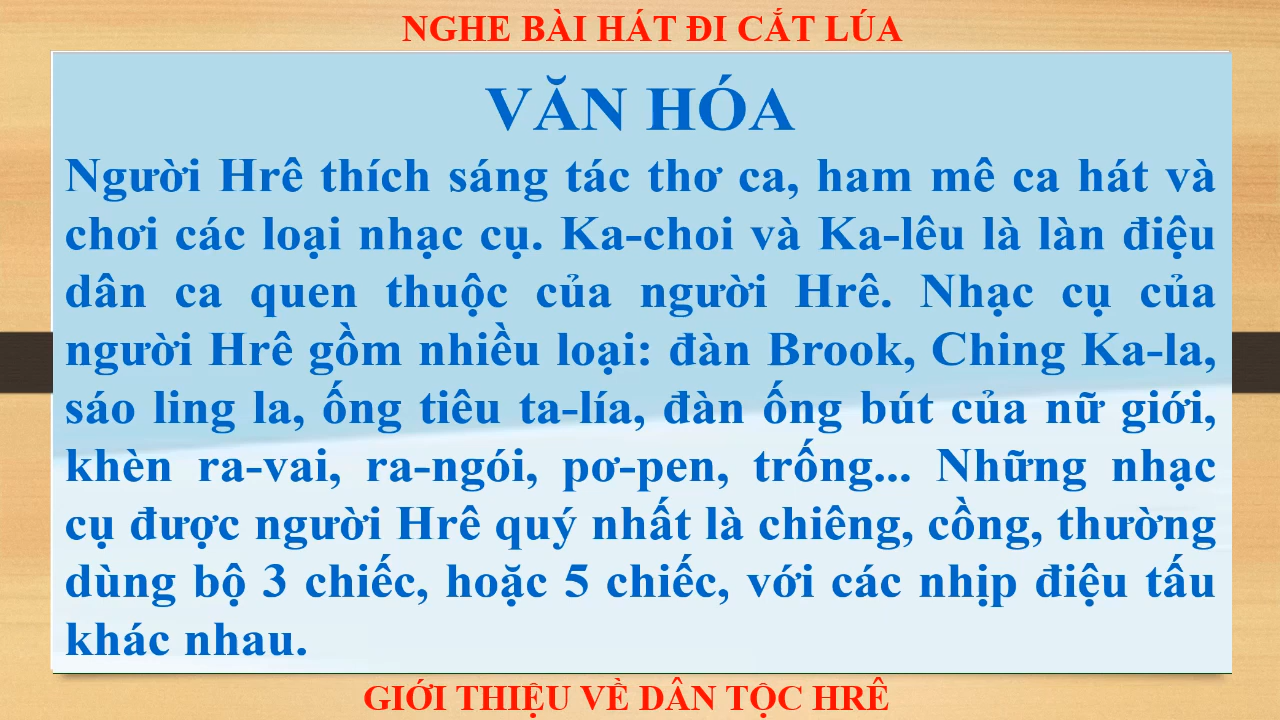 NGHE BÀI HÁT ĐI CẮT LÚA
VĂN HÓA
Người Hrê thích sáng tác thơ ca, ham mê ca hát và
chơi các loại nhạc cụ. Ka-choi và Ka-lêu là làn điệu
dân ca quen thuộc của người Hrê. Nhạc cụ của
người Hrê gồm nhiều loại: đàn Brook, Ching Ka-la,
sáo ling la, ống tiêu ta-lía, đàn ống bút của nữ giới,
khèn ra-vai, ra-ngói, pơ-pen, trống... Những nhạc
cụ được người Hrê quý nhất là chiêng, cồng, thường
dùng bộ 3 chiếc, hoặc 5 chiếc, với các nhịp điệu tấu
khác nhau.
GIỚI THIỆU VỀ DÂN TỘC HRÊ